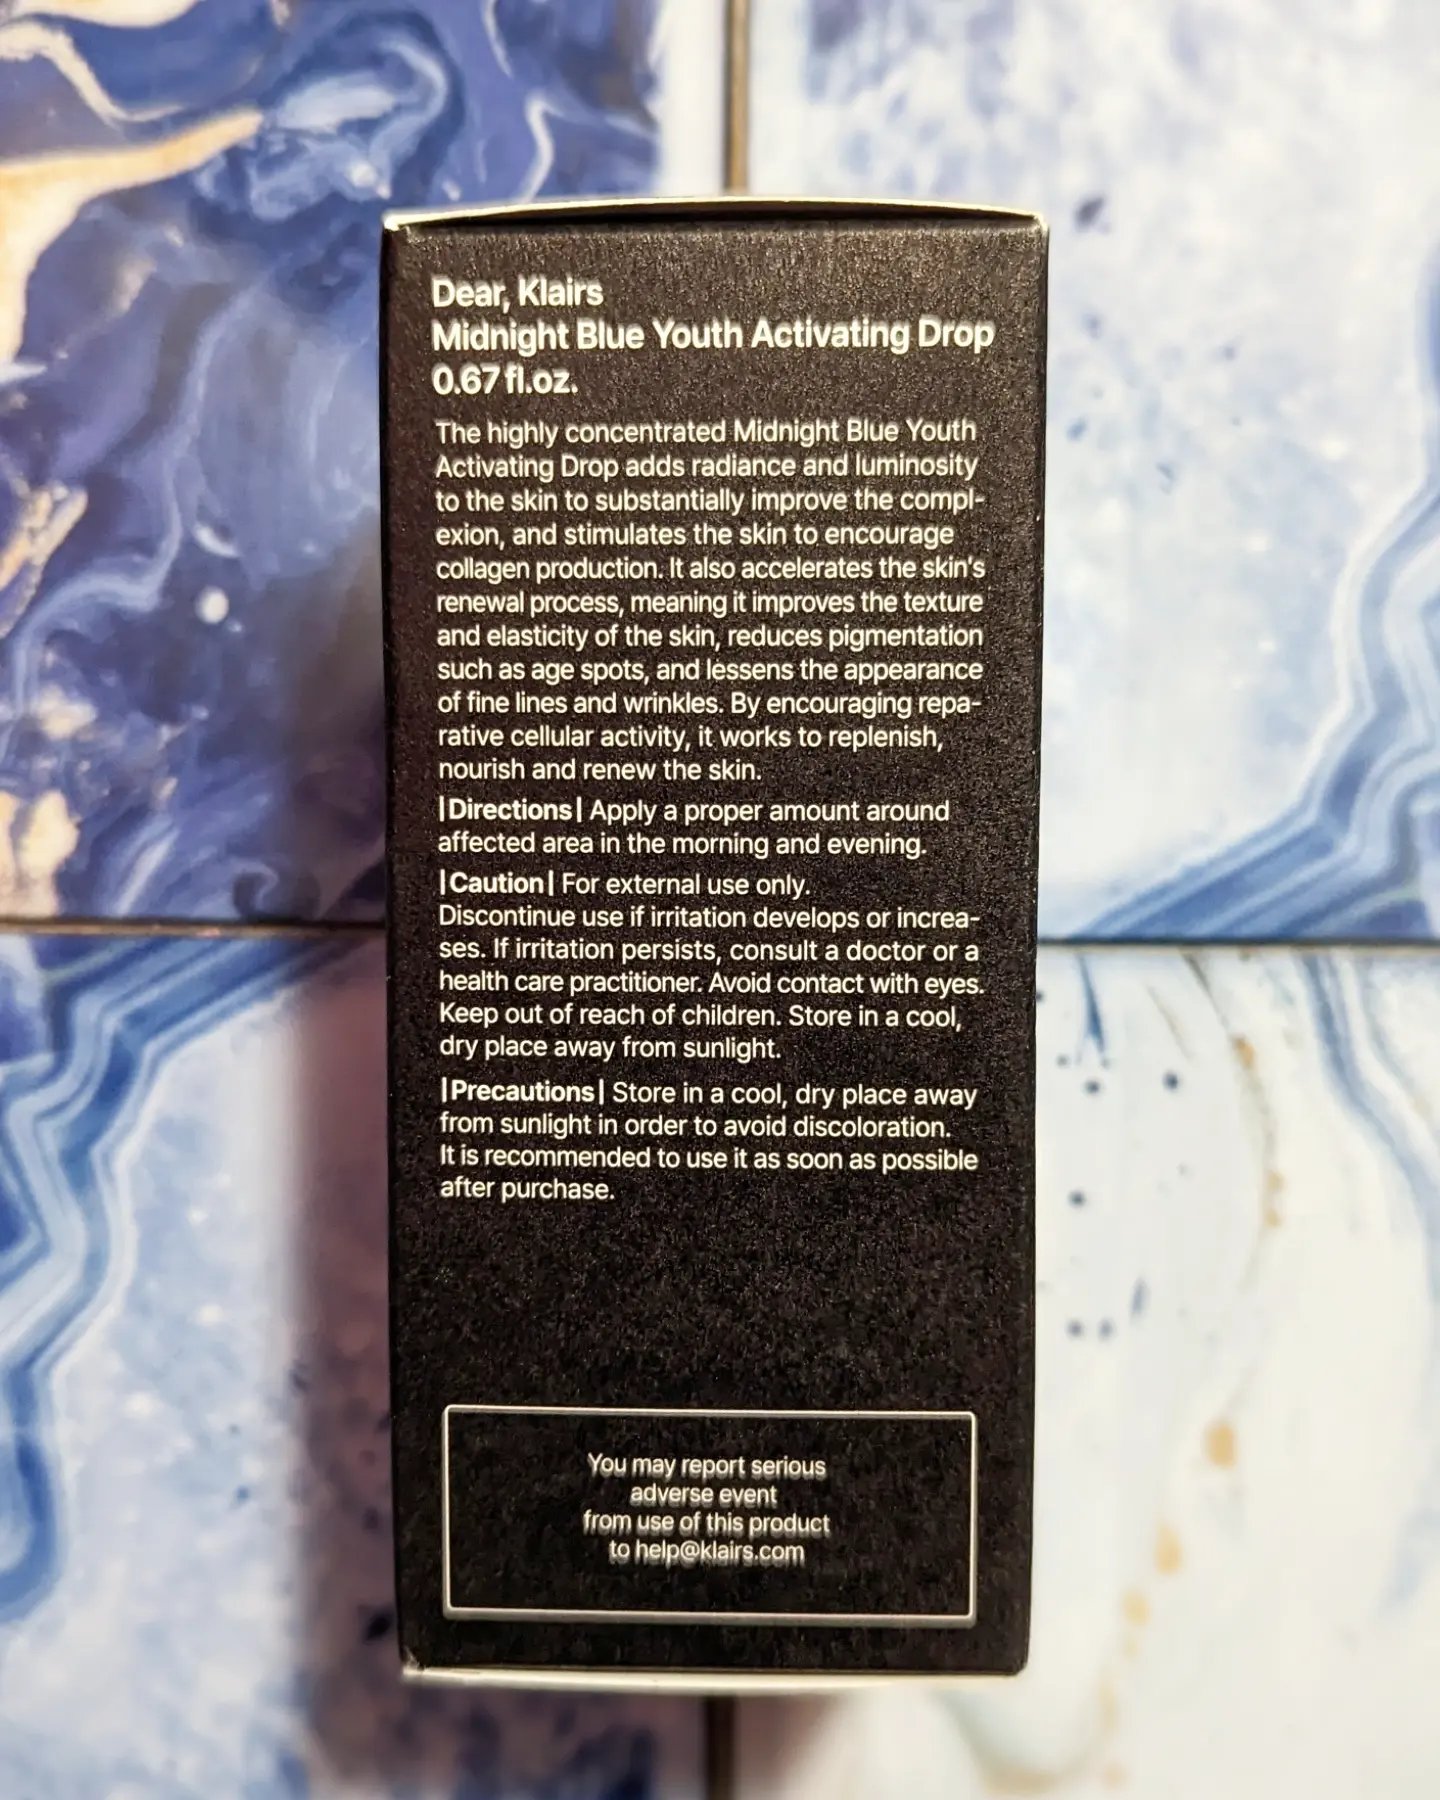 Dear, Klairs
Midnight Blue Youth Activating Drop
0.67 fl.oz.
The highly concentrated Midnight Blue Youth
Activating Drop adds radiance and luminosity
to the skin to substantially improve the compl-
exion, and stimulates the skin to encourage
collagen production. It also accelerates the skin's
renewal process, meaning it improves the texture
and elasticity of the skin, reduces pigmentation
such as age spots, and lessens the appearance
of fine lines and wrinkles. By encouraging repa-
rative cellular activity, it works to replenish,
nourish and renew the skin.
|Directions| Apply a proper amount around
affected area in the morning and evening.
|Caution| For external use only.
Discontinue use if irritation develops or increa-
ses. If irritation persists, consult a doctor or a
health care practitioner. Avoid contact with eyes.
Keep out of reach of children. Store in a cool,
dry place away from sunlight.
|Precautions| Store in a cool, dry place away
from sunlight in order to avoid discoloration.
It is recommended to use it as soon as possible
after purchase.
You may report serious
adverse event
from use of this product
to help@klairs.com